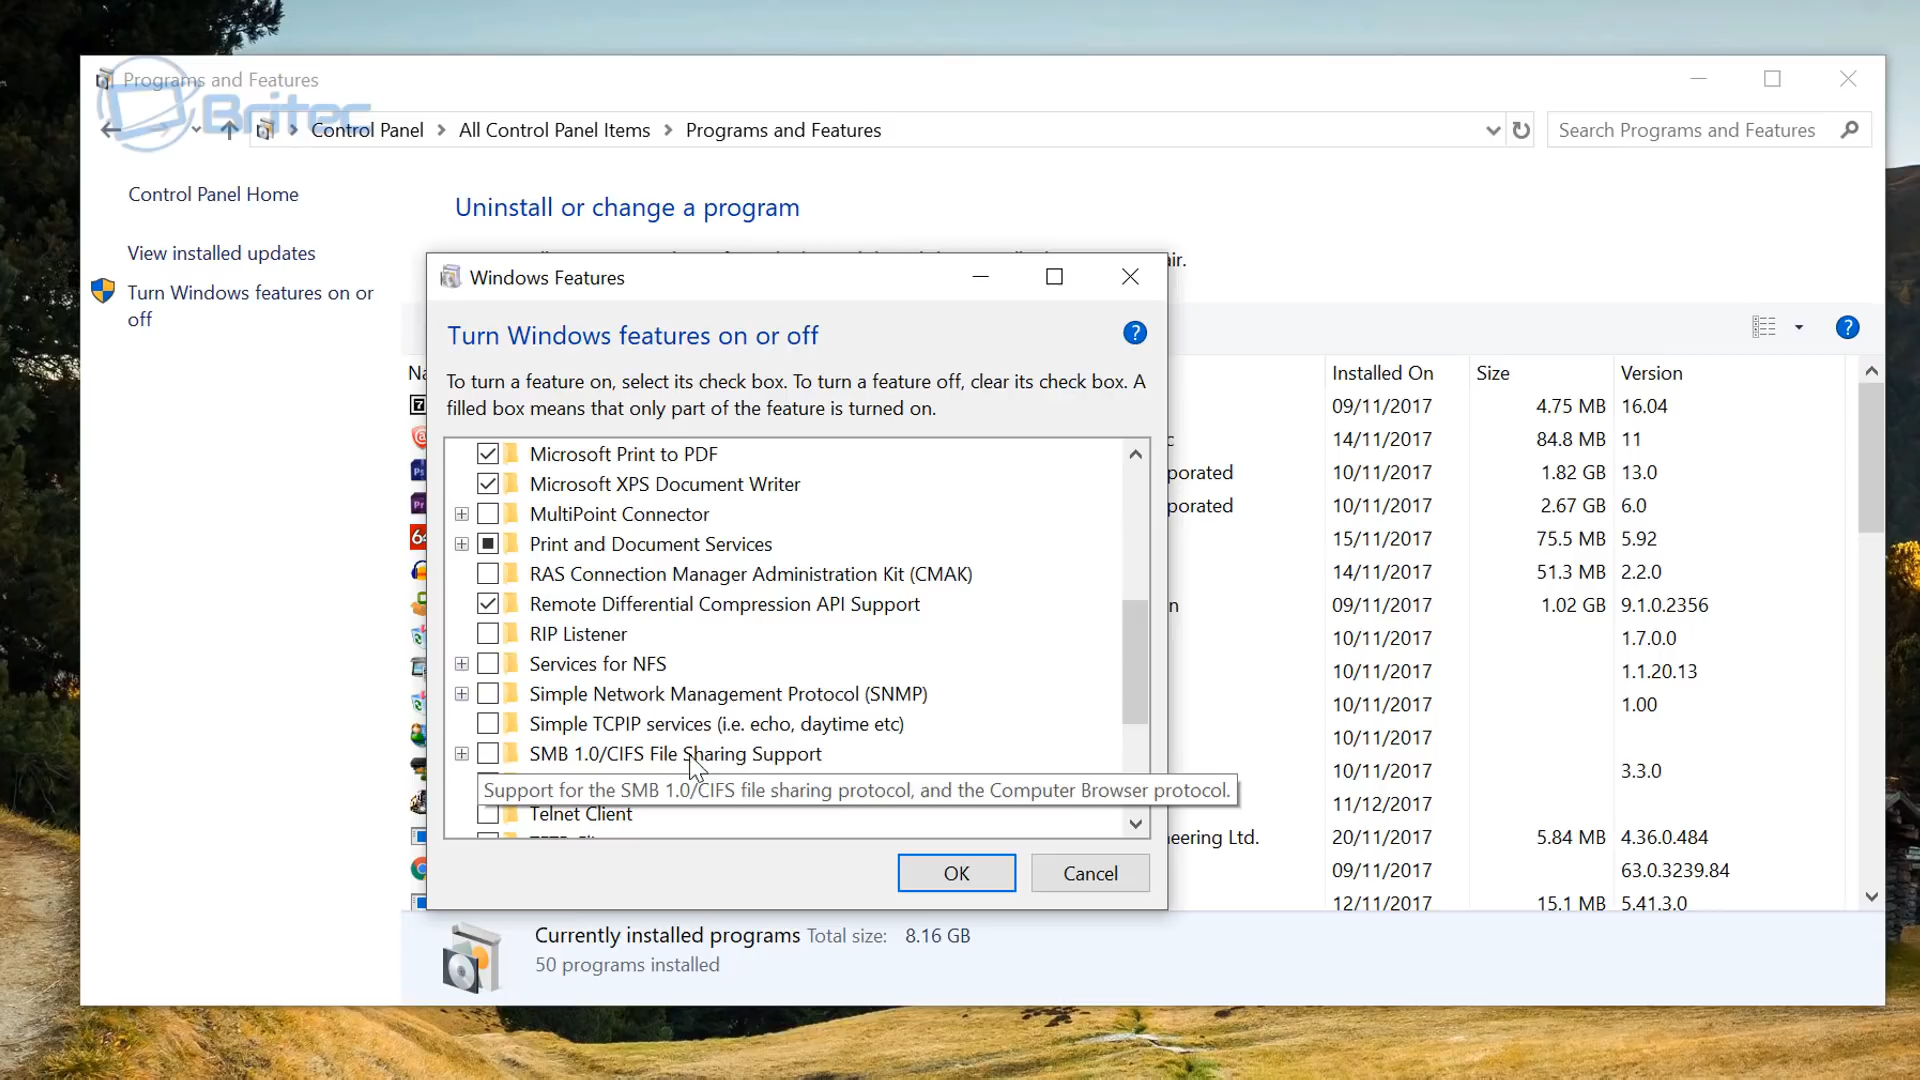 Programs and Features
Britec
Control Panel > All Control Panel Items > Programs and Features
Search Programs and Features
Control Panel Home
View installed updates
Turn Windows features on or
off
Uninstall or change a program
air.
Windows Features
Turn Windows features on or off
To turn a feature on, select its check box. To turn a feature off, clear its check box. A
filled box means that only part of the feature is turned on.
Microsoft Print to PDF
Microsoft XPS Document Writer
MultiPoint Connector
Print and Document Services
RAS Connection Manager Administration Kit (CMAK)
Remote Differential Compression API Support
RIP Listener
Services for NFS
Simple Network Management Protocol (SNMP)
Simple TCPIP services (i.e. echo, daytime etc)
SMB 1.0/CIFS File Sharing Support
Support for the SMB 1.0/CIFS file sharing protocol, and the Computer Browser protocol.
Telnet Client
OK Cancel
Na Installed On Size Version
09/11/2017 4.75 MB 16.04
c 14/11/2017 84.8 MB 11
porated 10/11/2017 1.82 GB 13.0
porated 10/11/2017 2.67 GB 6.0
15/11/2017 75.5 MB 5.92
14/11/2017 51.3 MB 2.2.0
n 09/11/2017 1.02 GB 9.1.0.2356
10/11/2017 1.7.0.0
10/11/2017 1.1.20.13
10/11/2017 1.00
10/11/2017
10/11/2017 3.3.0
11/12/2017
eering Ltd. 20/11/2017 5.84 MB 4.36.0.484
09/11/2017 63.0.3239.84
12/11/2017 15.1 MB 5.41.3.0
Currently installed programs Total size: 8.16 GB
50 programs installed